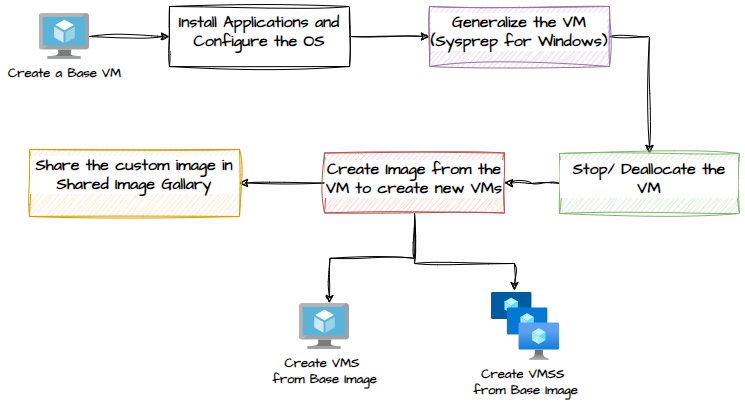 Install Applications and
Configure the OS
Generalize the VM
(Sysprep for Windows)
Create a Base VM
Share the custom image in
Shared Image Gallary
Create Image from the
VM to create new VMs
Stop/ Deallocate the
VM
Create VMS
from Base Image
Create VMSS
from Base Image